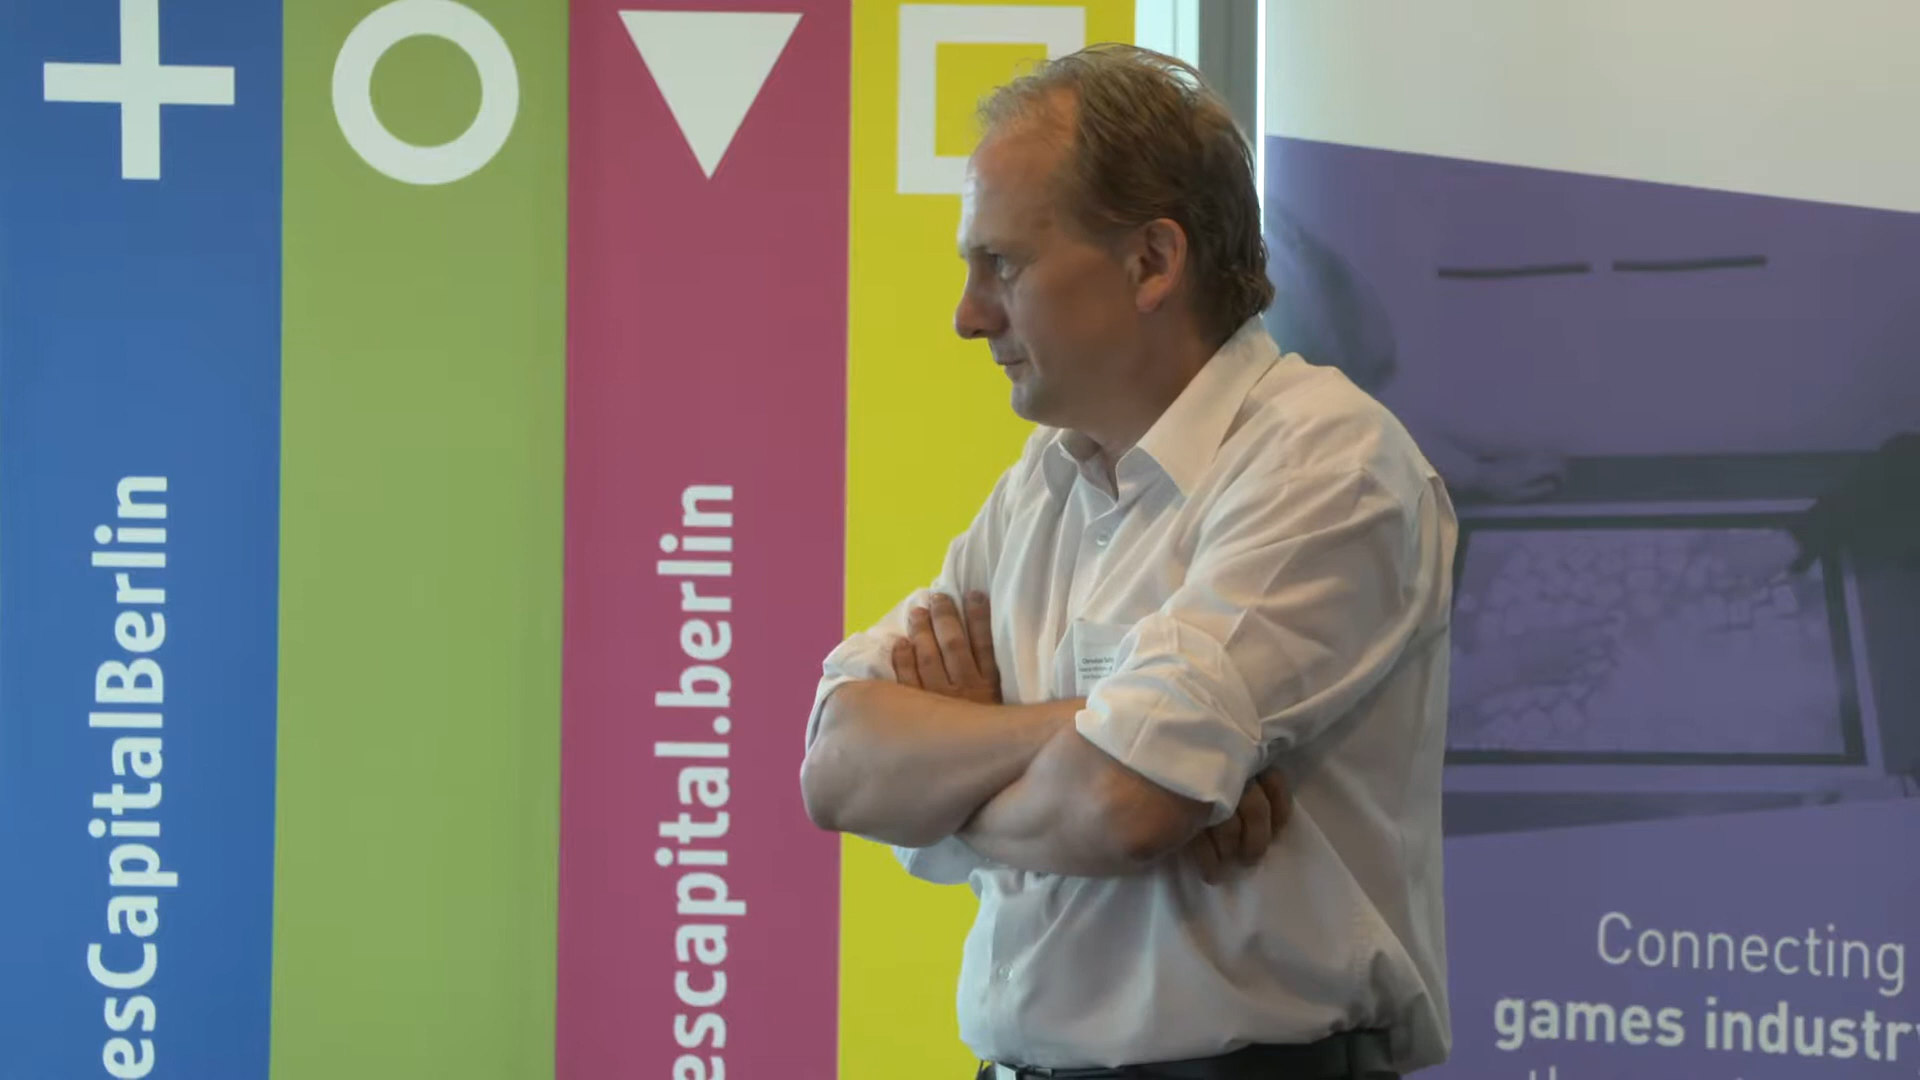 esCapitalBerlin
escapital.berlin
Connecting
games industry